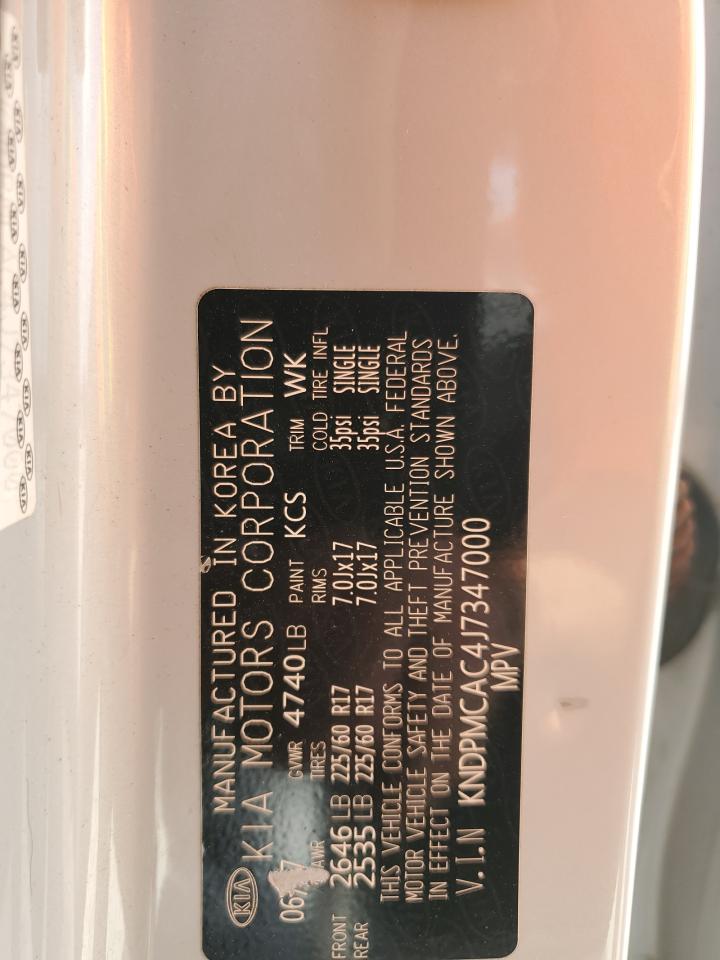 KIA
MANUFACTURED IN KOREA BY
KIA MOTORS CORPORATION
GVWR 4740LB PAINT KCS TRIM WK
TIRES RIMS COLD TIRE INFL
FRONT 2646LB 225/60 R17 7.0Jx17 35psi SINGLE
REAR 2535LB 225/60 R17 7.0Jx17 35psi SINGLE
THIS VEHICLE CONFORMS TO ALL APPLICABLE U.S.A. FEDERAL
MOTOR VEHICLE SAFETY AND THEFT PREVENTION STANDARDS
IN EFFECT ON THE DATE OF MANUFACTURE SHOWN ABOVE.
V.I.N KNDPMCAC4J7347000
MPV